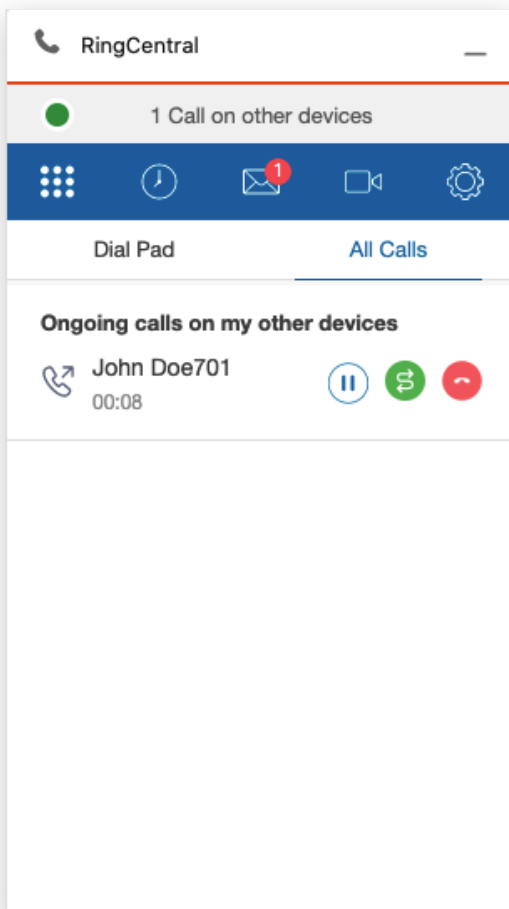 RingCentral
1 Call on other devices
1
Dial Pad All Calls
Ongoing calls on my other devices
John Doe701
00:08